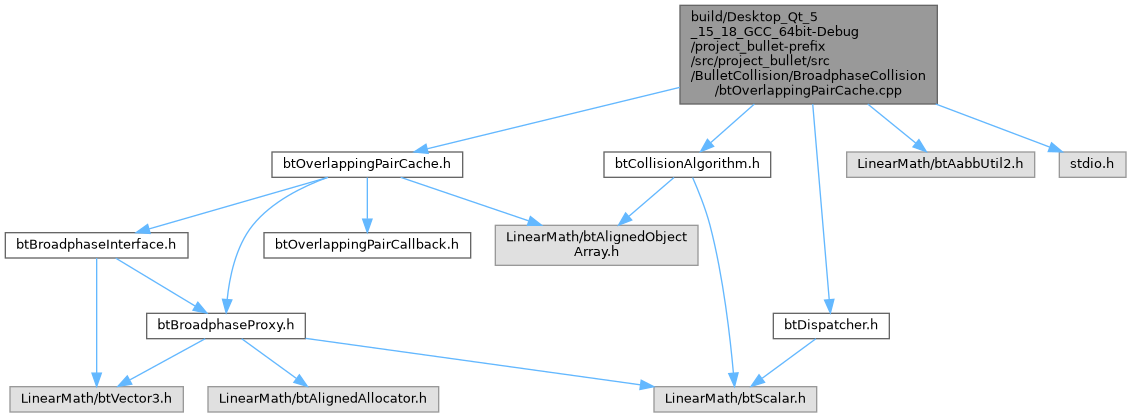 build/Desktop_Qt_5
_15_18_GCC_64bit-Debug
/project_bullet-prefix
/src/project_bullet/src
/BulletCollision/BroadphaseCollision
/btOverlappingPairCache.cpp
btOverlappingPairCache.h
btCollisionAlgorithm.h
LinearMath/btAabbUtil2.h
stdio.h
btBroadphaseInterface.h
btOverlappingPairCallback.h
LinearMath/btAlignedObject
Array.h
btBroadphaseProxy.h
btDispatcher.h
LinearMath/btVector3.h
LinearMath/btAlignedAllocator.h
LinearMath/btScalar.h